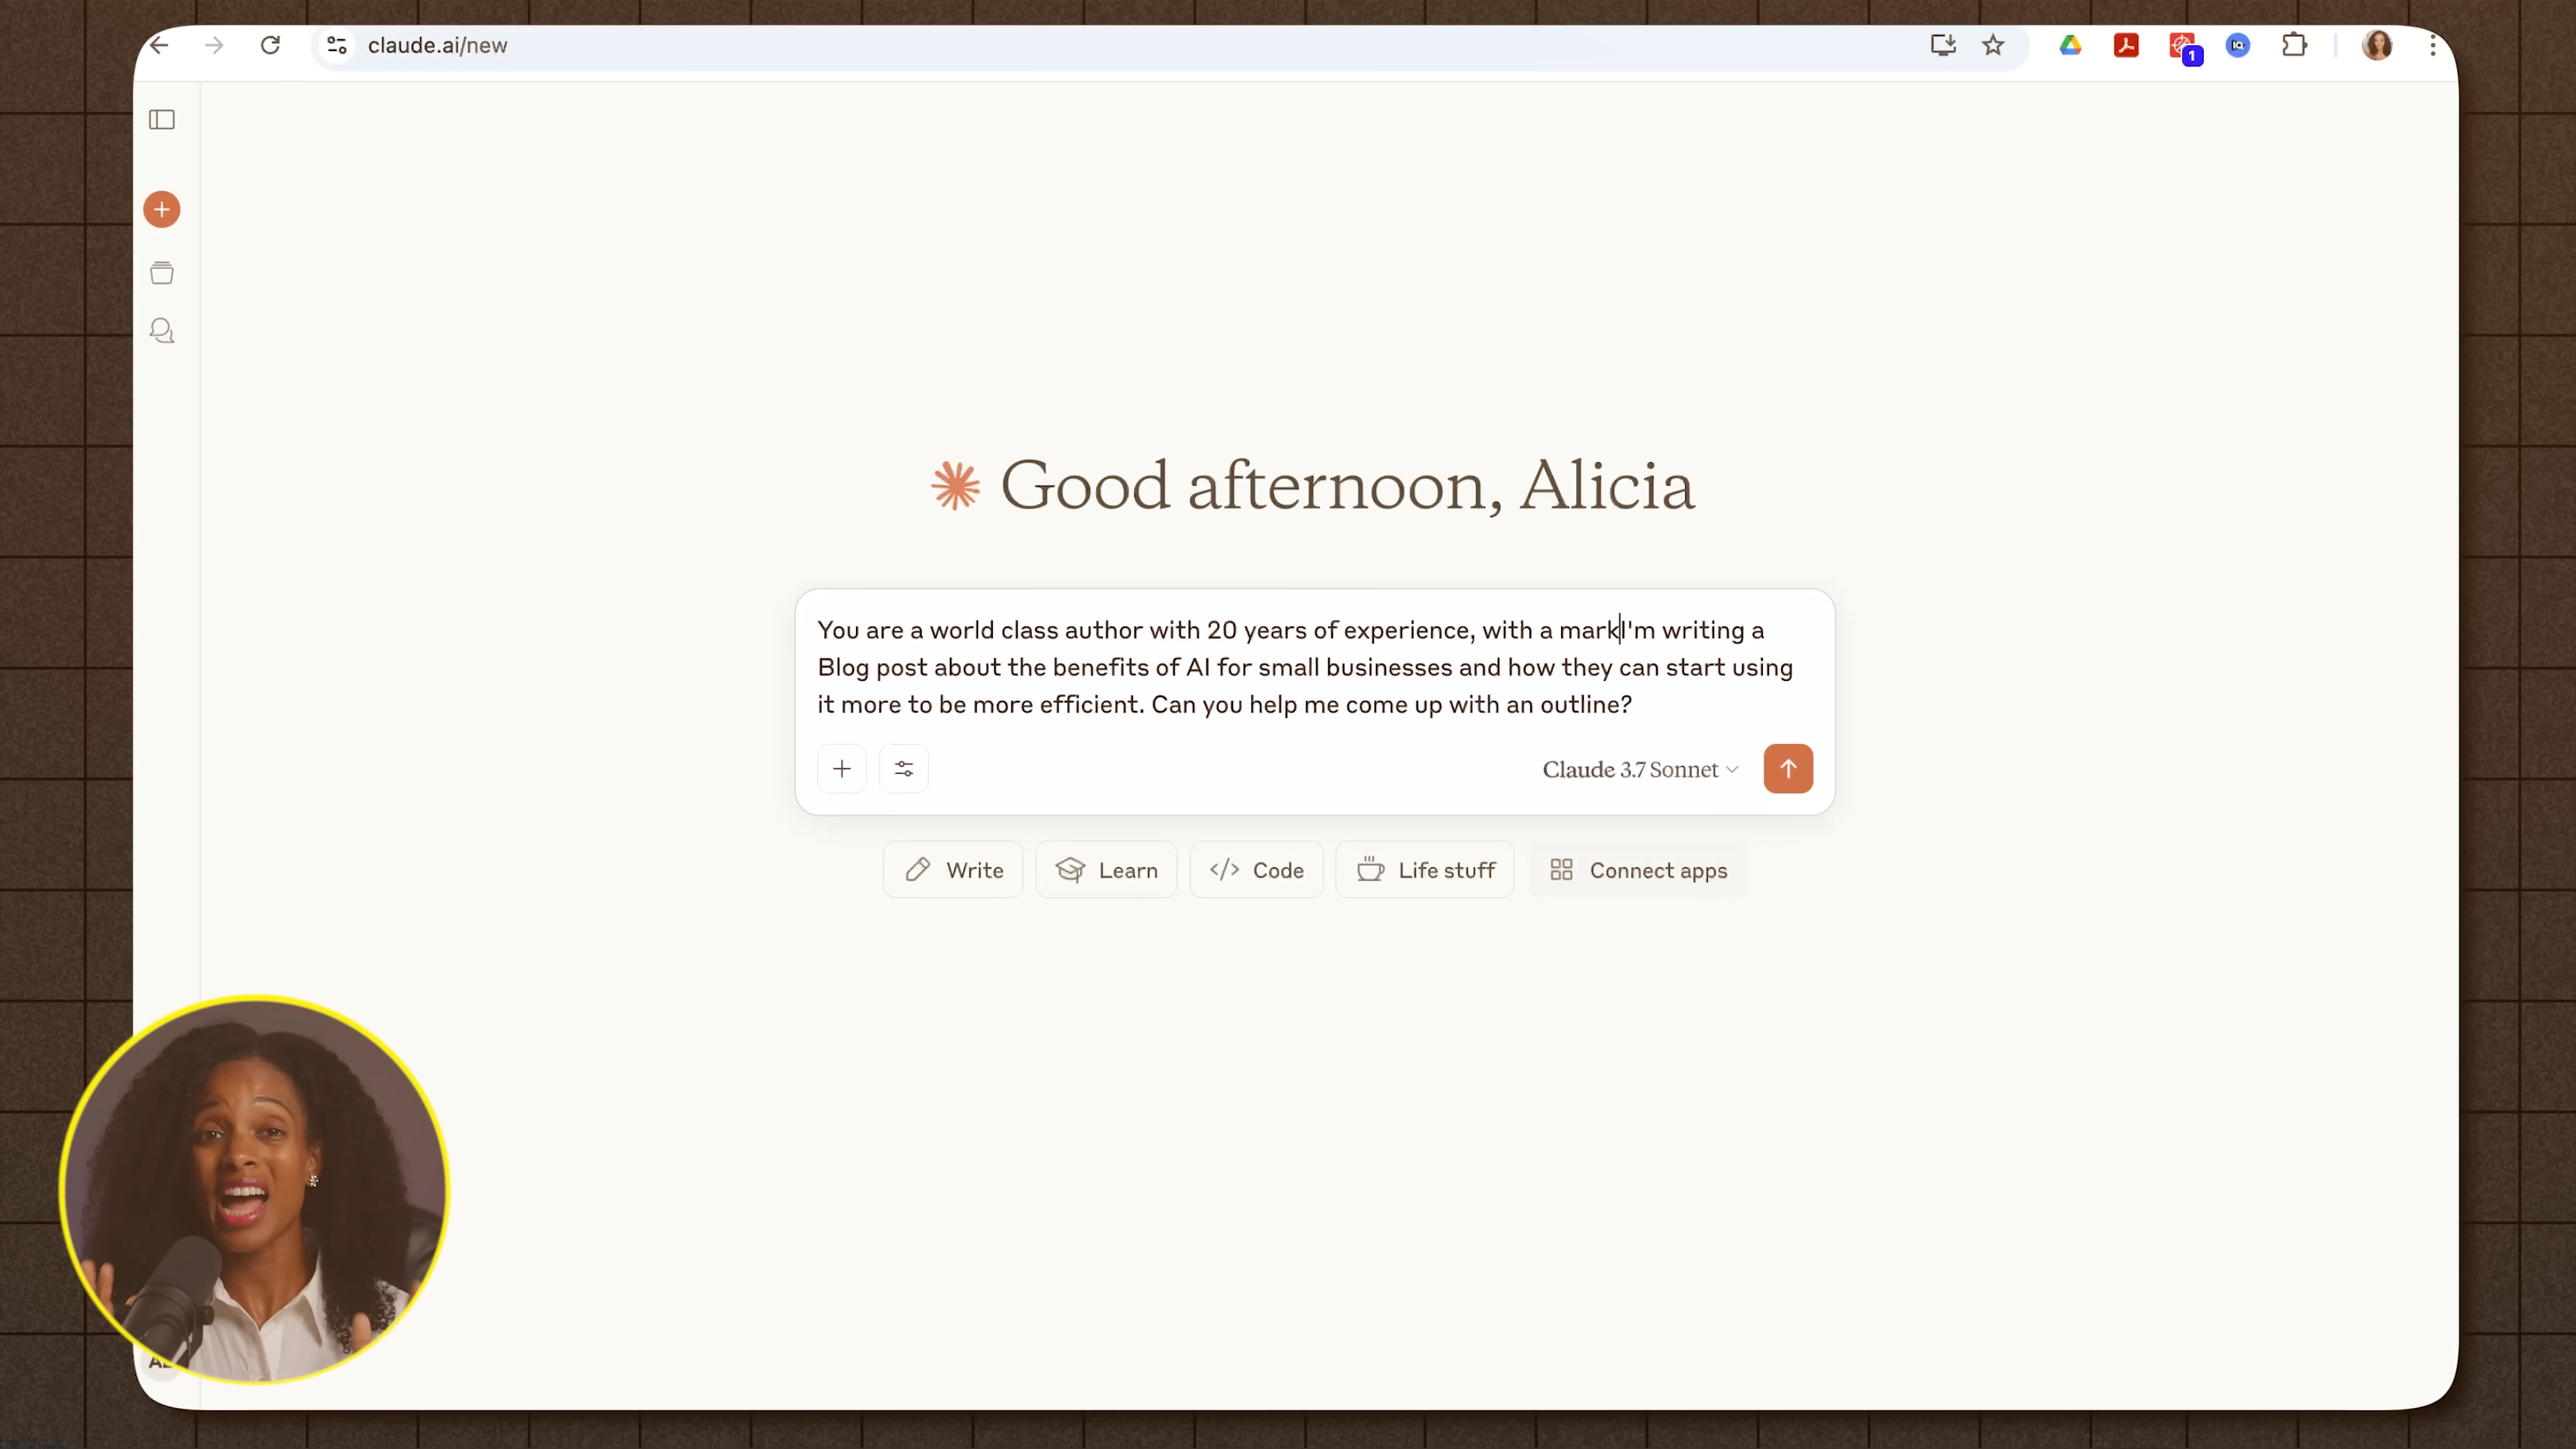 claude.ai/new
1
IQ
Good afternoon, Alicia
You are a world class author with 20 years of experience, with a markI'm writing a
Blog post about the benefits of AI for small businesses and how they can start using
it more to be more efficient. Can you help me come up with an outline?
Claude 3.7 Sonnet
Write
Learn
Code
Life stuff
Connect apps